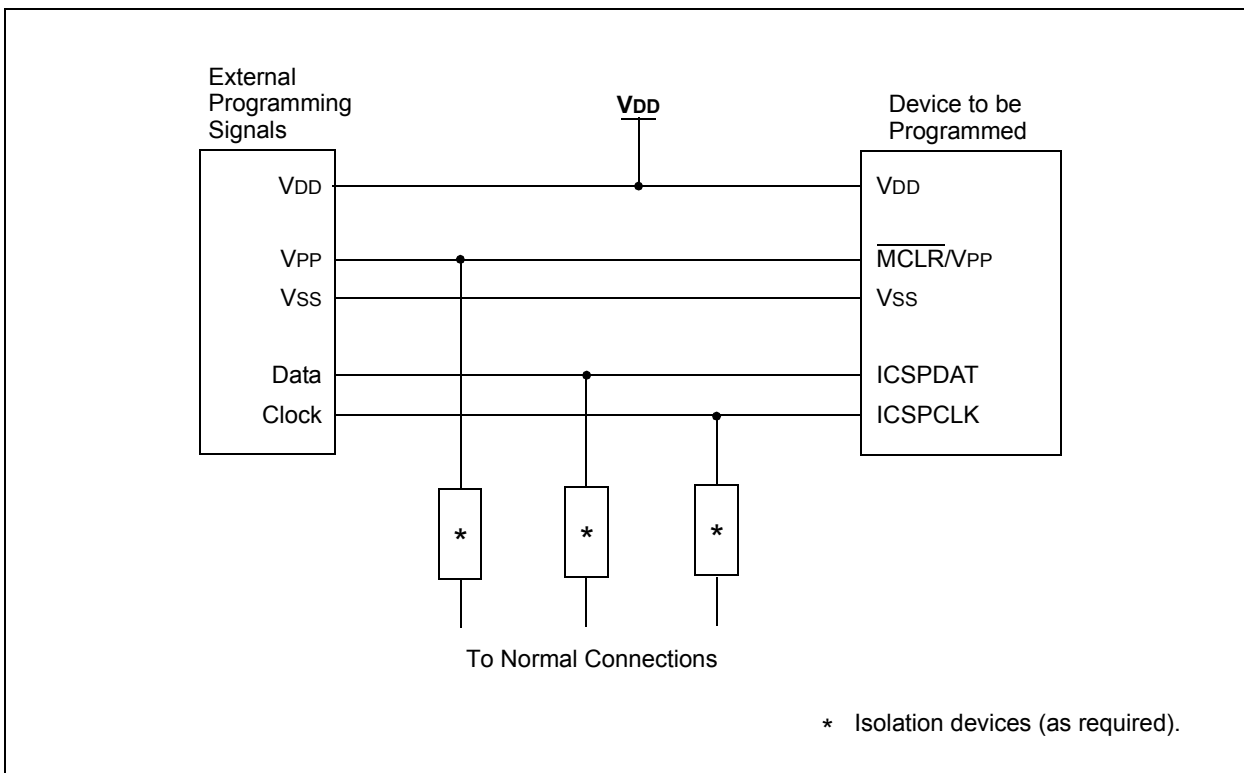 External
Programming
Signals
VDD
Device to be
Programmed
VDD
VDD
VPP
MCLR/VPP
VSS
VSS
Data
ICSPDAT
Clock
ICSPCLK
*
*
*
To Normal Connections
* Isolation devices (as required).